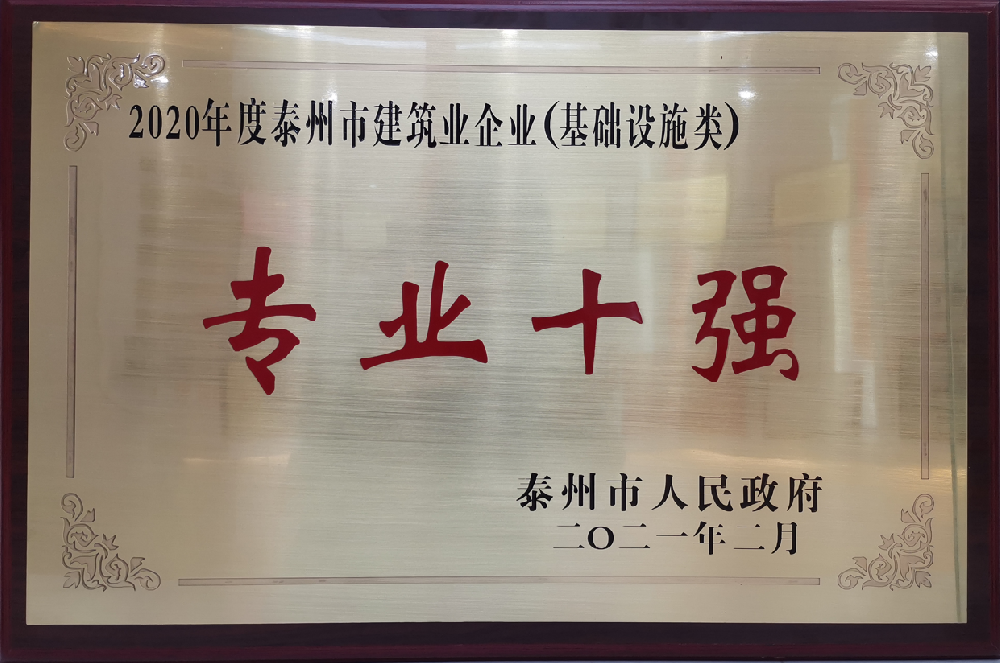 2020年度泰州市建筑业企业(基础设施类)
专业十强
泰州市人民政府
二〇二一年二月